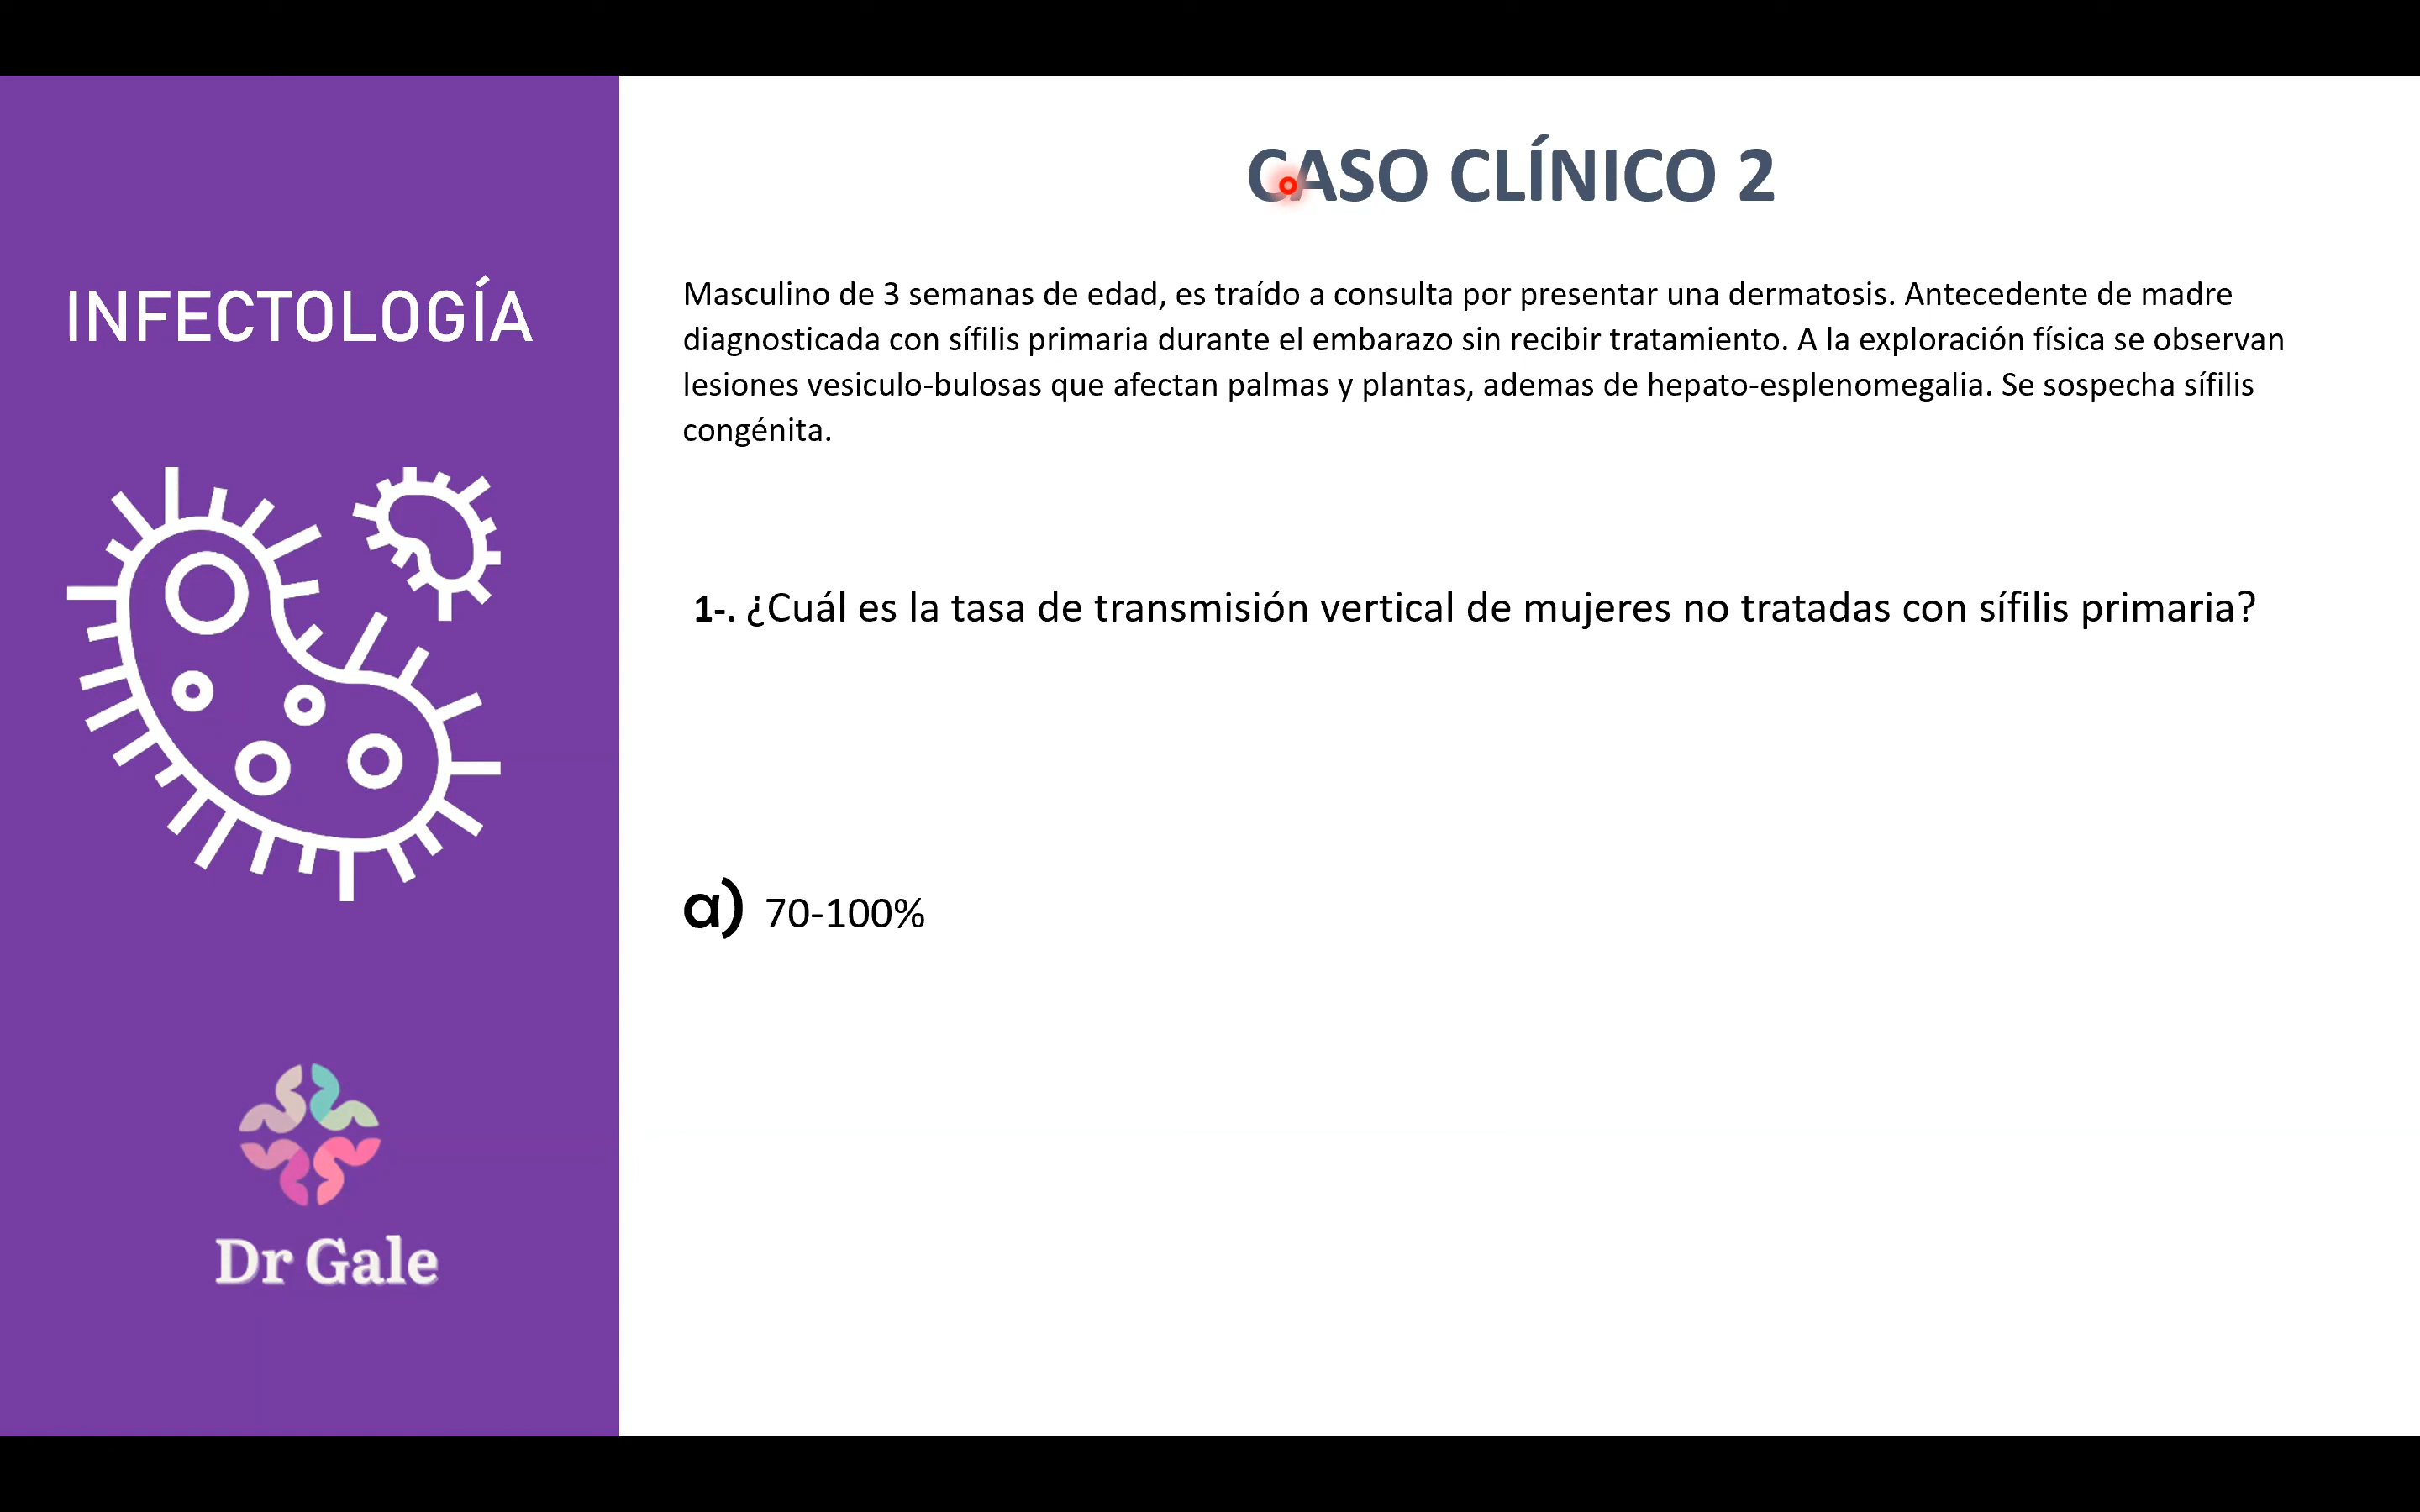 INFECTOLOGÍA
Dr Gale
CASO CLÍNICO 2
Masculino de 3 semanas de edad, es traído a consulta por presentar una dermatosis. Antecedente de madre
diagnosticada con sífilis primaria durante el embarazo sin recibir tratamiento. A la exploración física se observan
lesiones vesiculo-bulosas que afectan palmas y plantas, ademas de hepato-esplenomegalia. Se sospecha sífilis
congénita.
1-. ¿Cuál es la tasa de transmisión vertical de mujeres no tratadas con sífilis primaria?
a) 70-100%